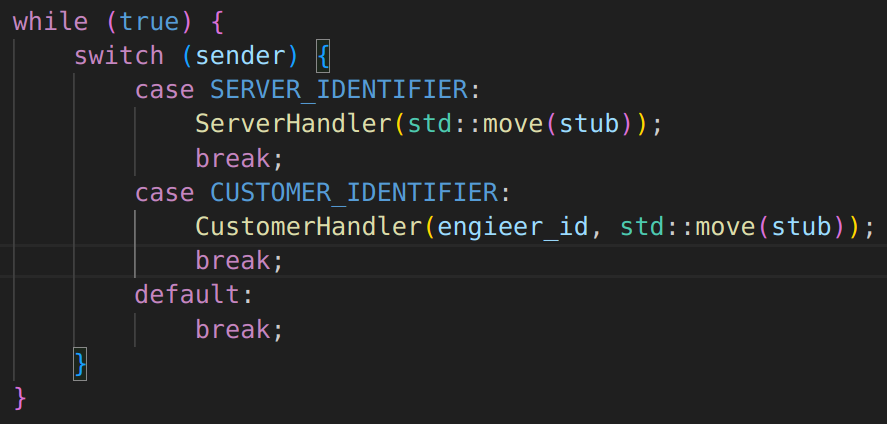 while (true) {
    switch (sender) {
        case SERVER_IDENTIFIER:
            ServerHandler(std::move(stub));
            break;
        case CUSTOMER_IDENTIFIER:
            CustomerHandler(engieer_id, std::move(stub));
            break;
        default:
            break;
    }
}